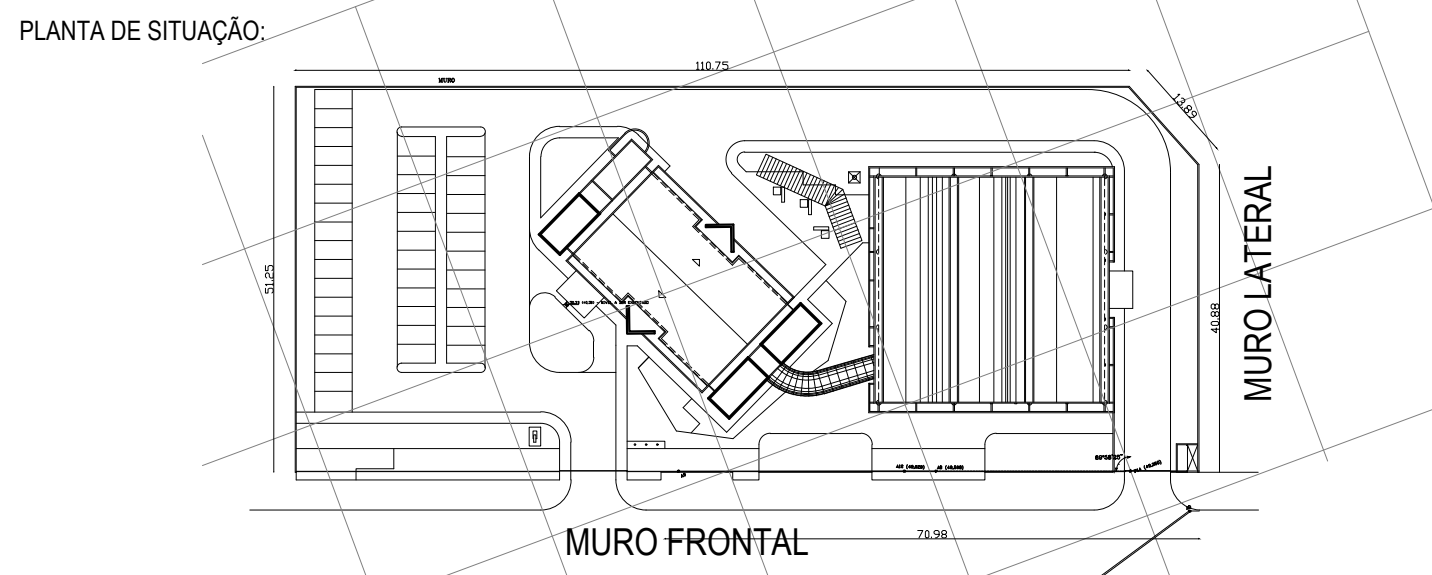 PLANTA DE SITUAÇÃO:
110.75
MURO
13.89
51.25
40.88
MURO LATERAL
MURO FRONTAL
70.98